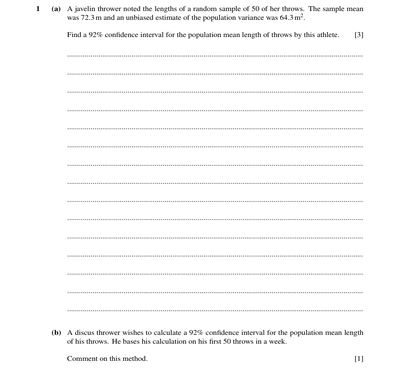 1 (a) A javelin thrower noted the lengths of a random sample of 50 of her throws. The sample mean
was 72.3 m and an unbiased estimate of the population variance was 64.3 m².
Find a 92% confidence interval for the population mean length of throws by this athlete. [3]
(b) A discus thrower wishes to calculate a 92% confidence interval for the population mean length
of his throws. He bases his calculation on his first 50 throws in a week.
Comment on this method. [1]